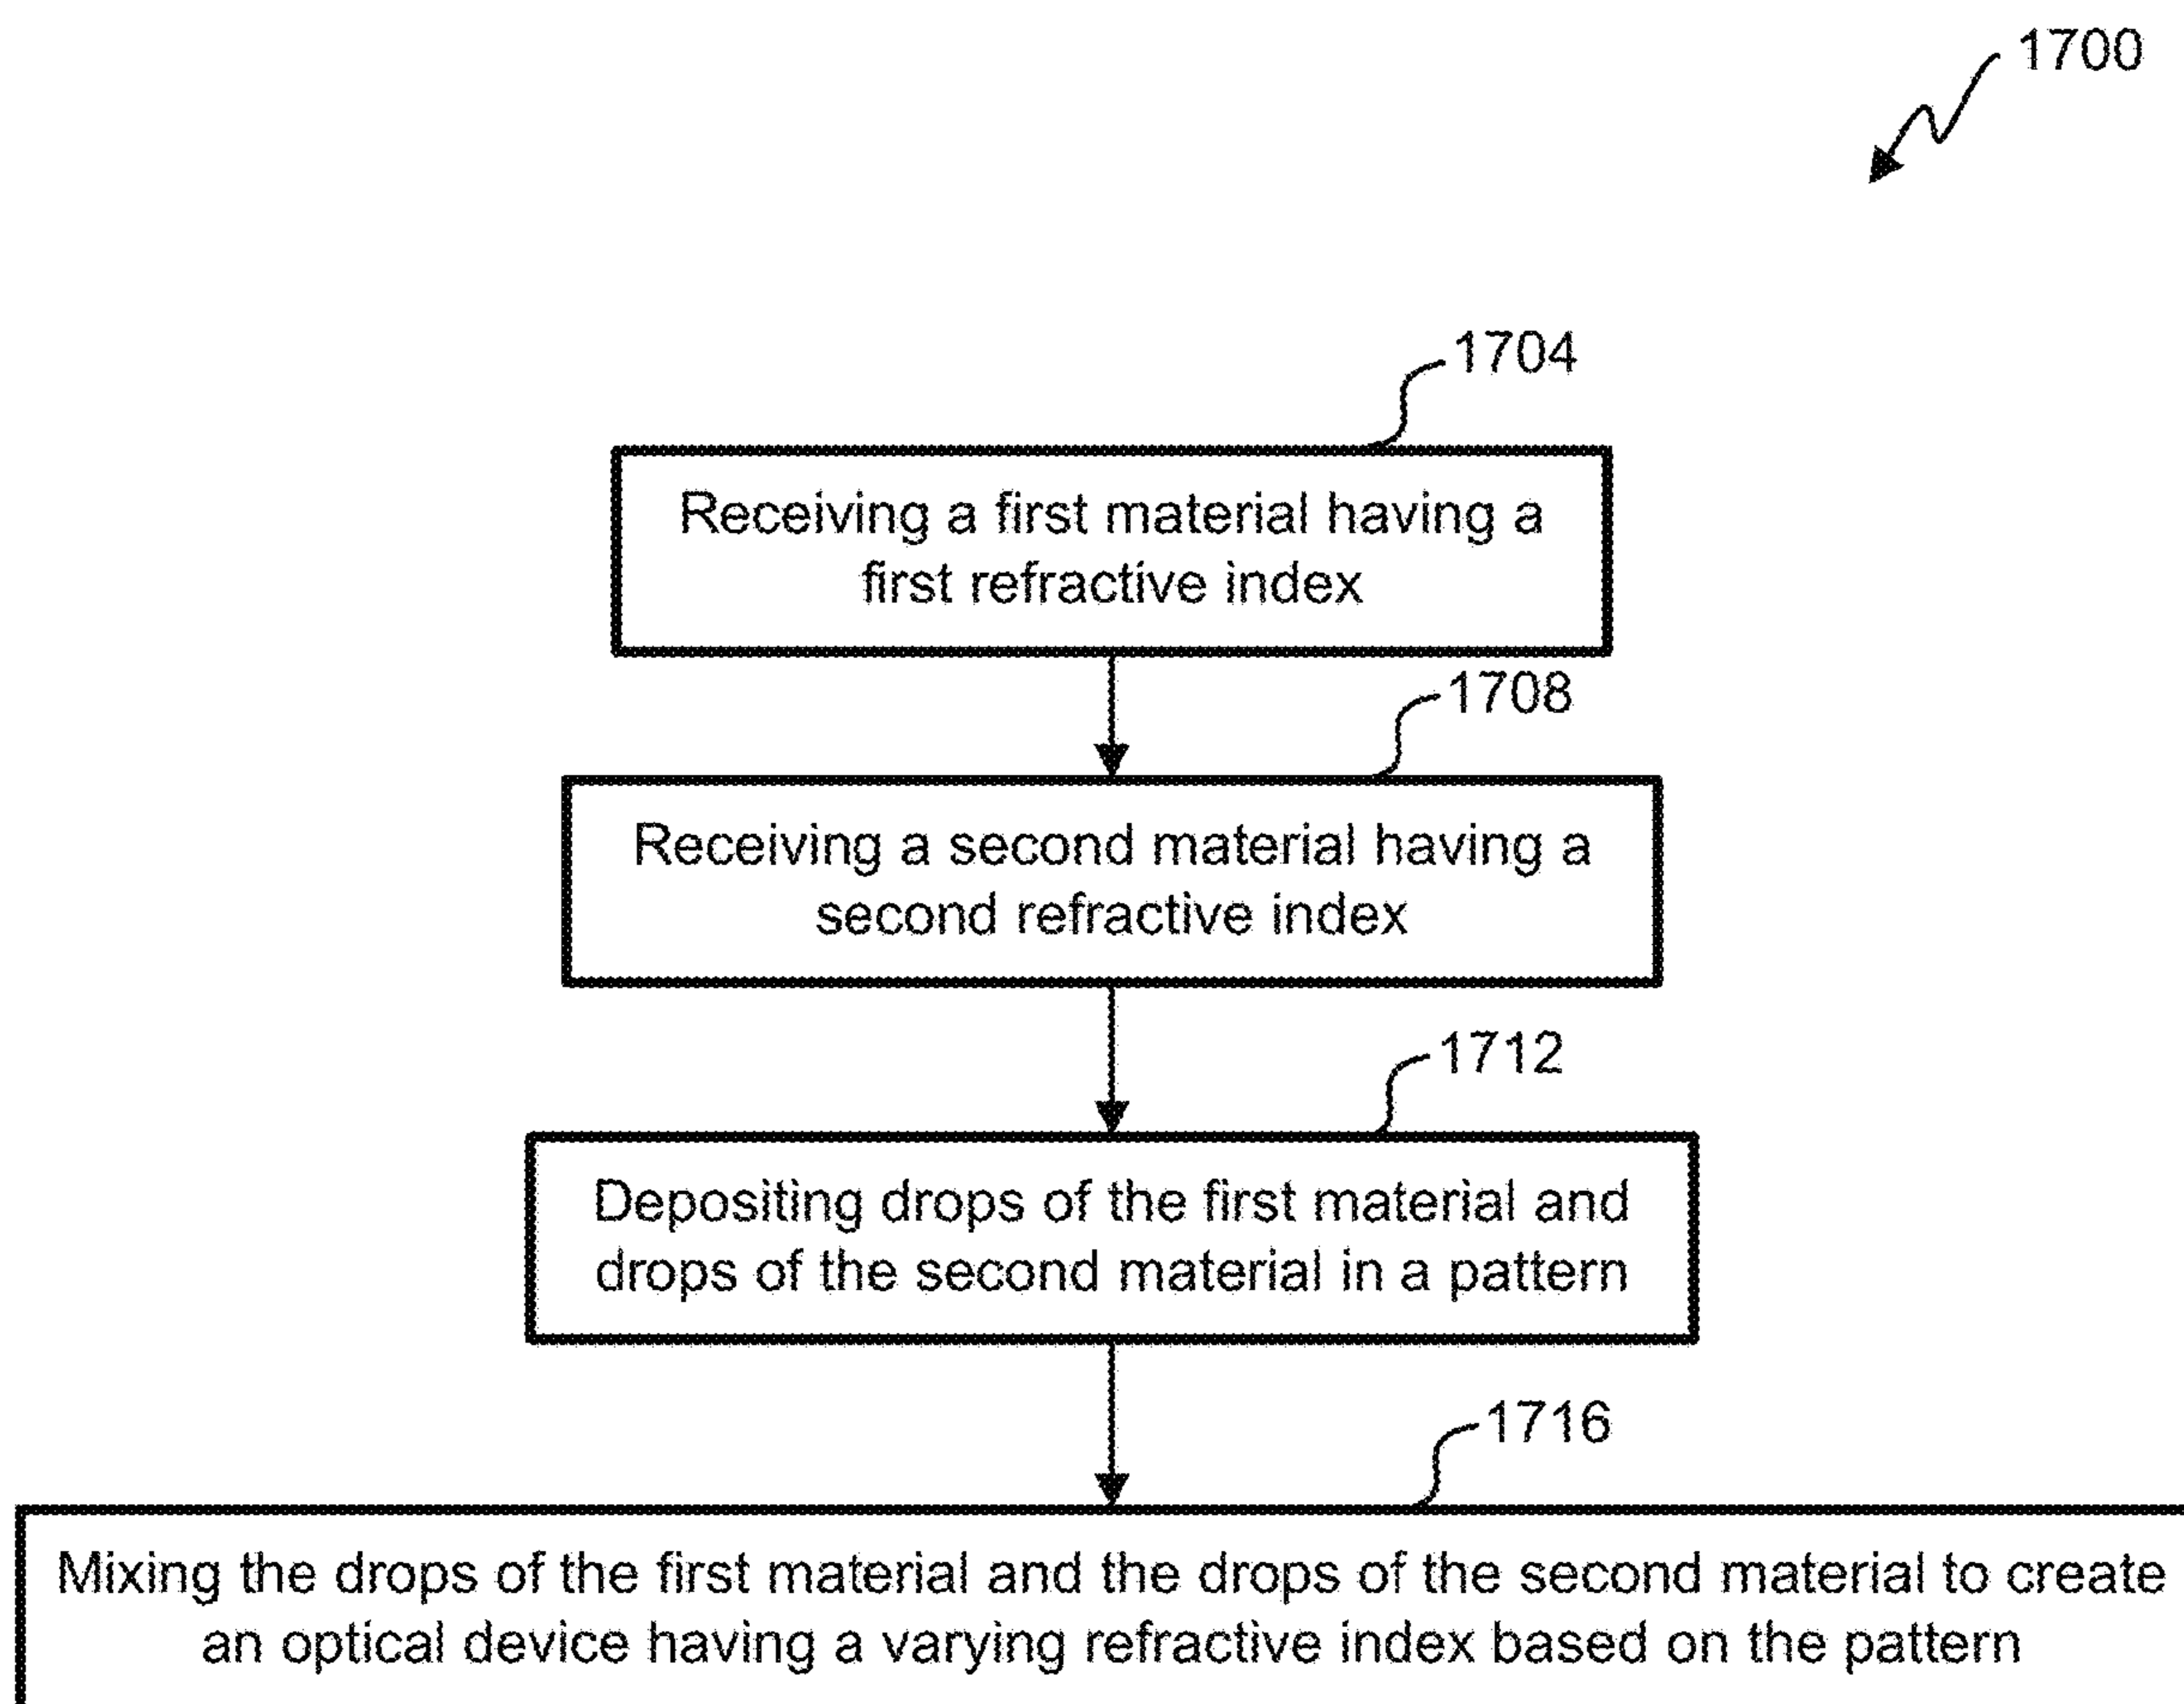 1700
1704
Receiving a first material having a
first refractive index
1708
Receiving a second material having a
second refractive index
1712
Depositing drops of the first material and
drops of the second material in a pattern
1716
Mixing the drops of the first material and the drops of the second material to create
an optical device having a varying refractive index based on the pattern